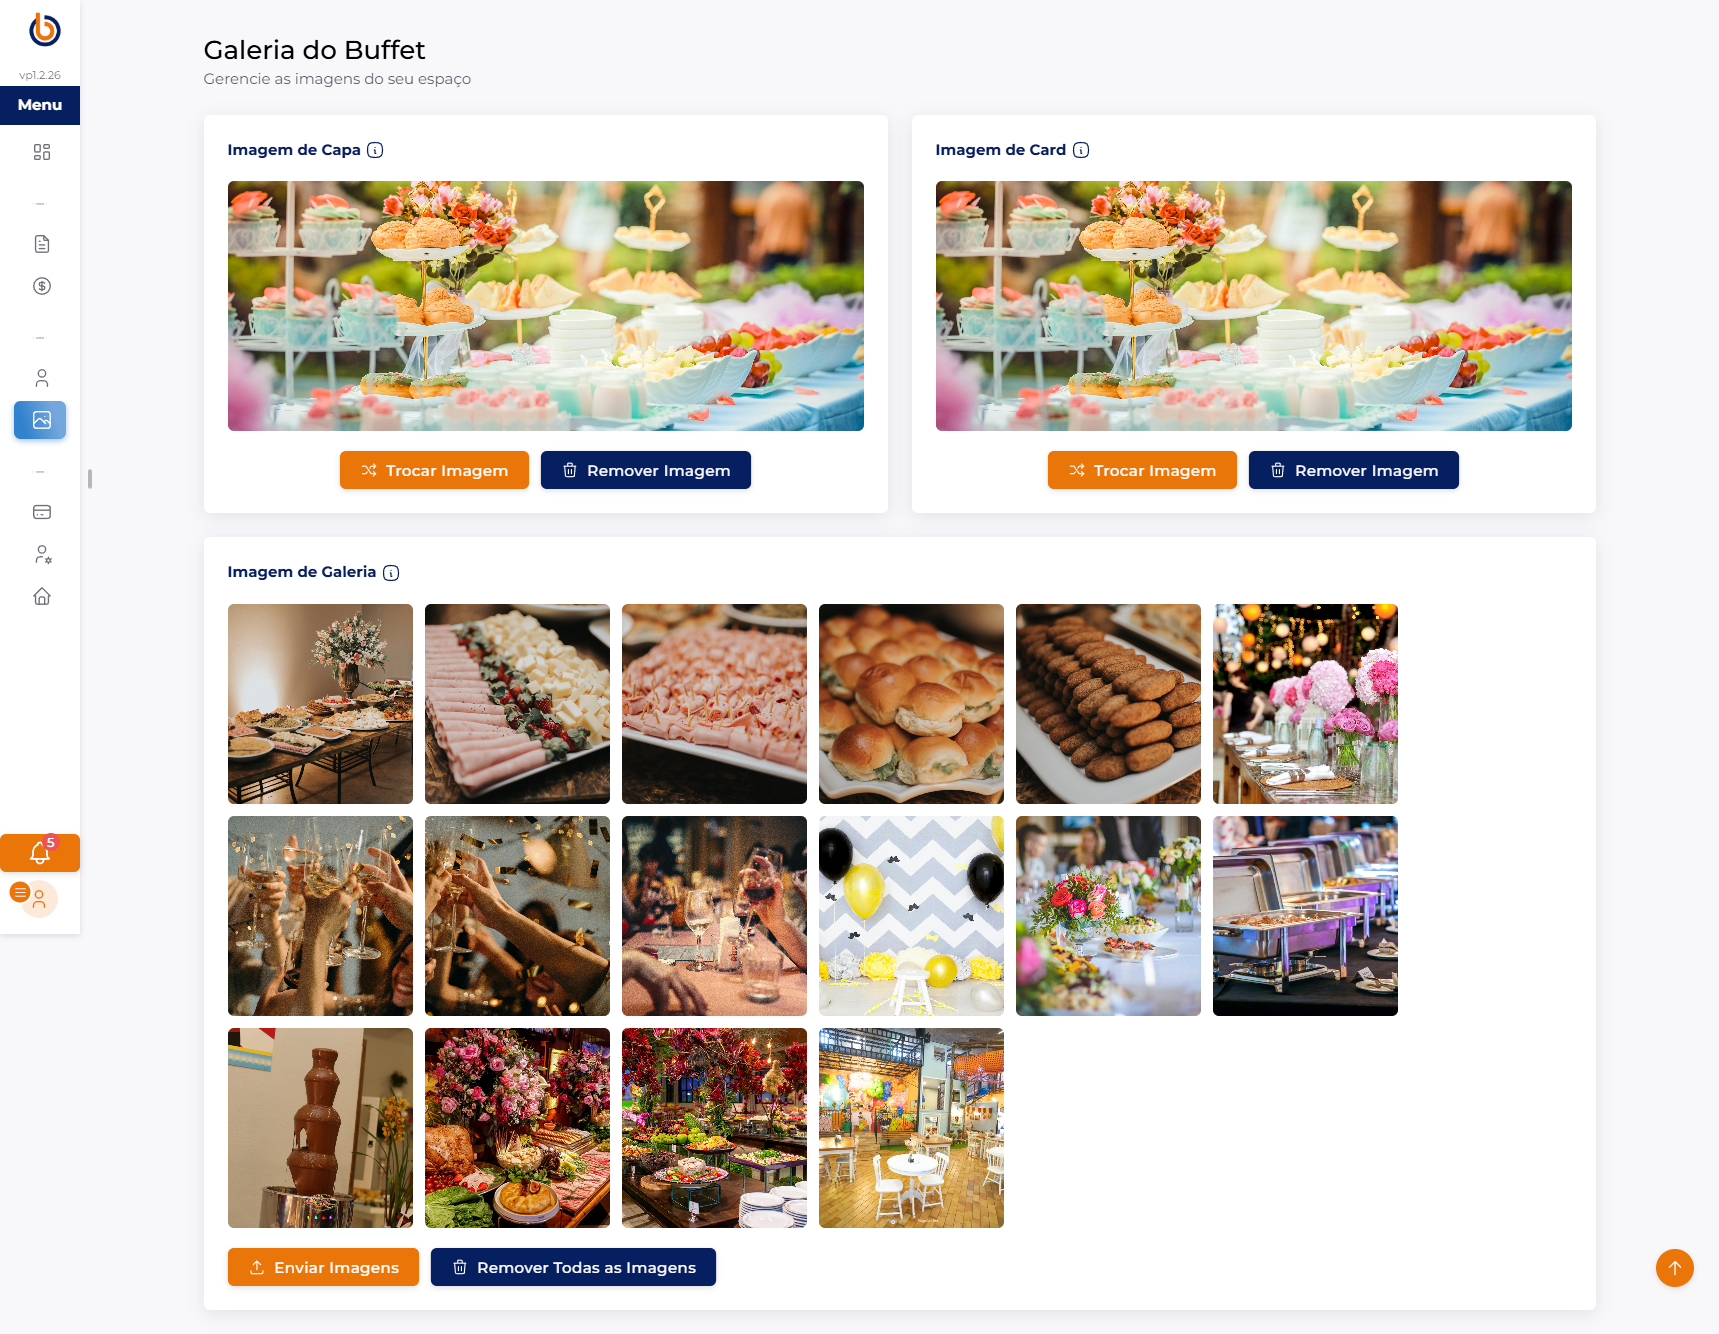 vp1.2.26
Menu
5
Galeria do Buffet
Gerencie as imagens do seu espaço
Imagem de Capa
Trocar Imagem
Remover Imagem
Imagem de Card
Trocar Imagem
Remover Imagem
Imagem de Galeria
Enviar Imagens
Remover Todas as Imagens